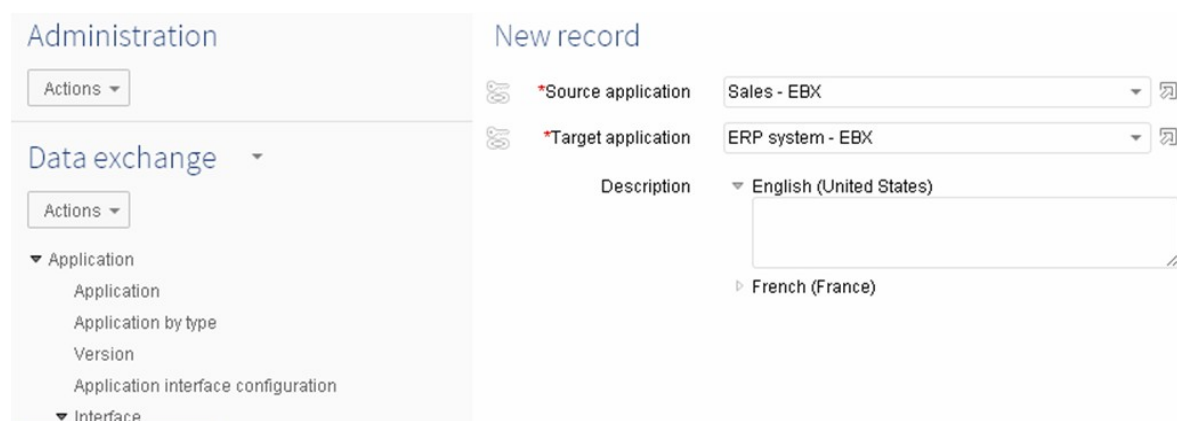 Administration
Actions
Data exchange
Actions
Application
Application
Application by type
Version
Application interface configuration
Interface
New record
*Source application Sales - EBX
*Target application ERP system - EBX
Description English (United States)
French (France)